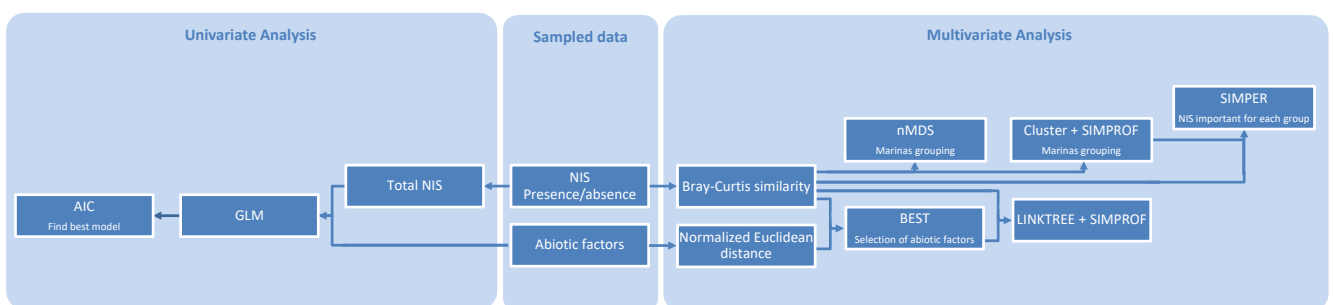 Univariate Analysis
Sampled data
Multivariate Analysis
AIC
Find best model
GLM
Total NIS
NIS
Presence/absence
Abiotic factors
Bray-Curtis similarity
Normalized Euclidean
distance
nMDS
Marinas grouping
BEST
Selection of abiotic factors
Cluster + SIMPROF
Marinas grouping
LINKTREE + SIMPROF
SIMPER
NIS important for each group